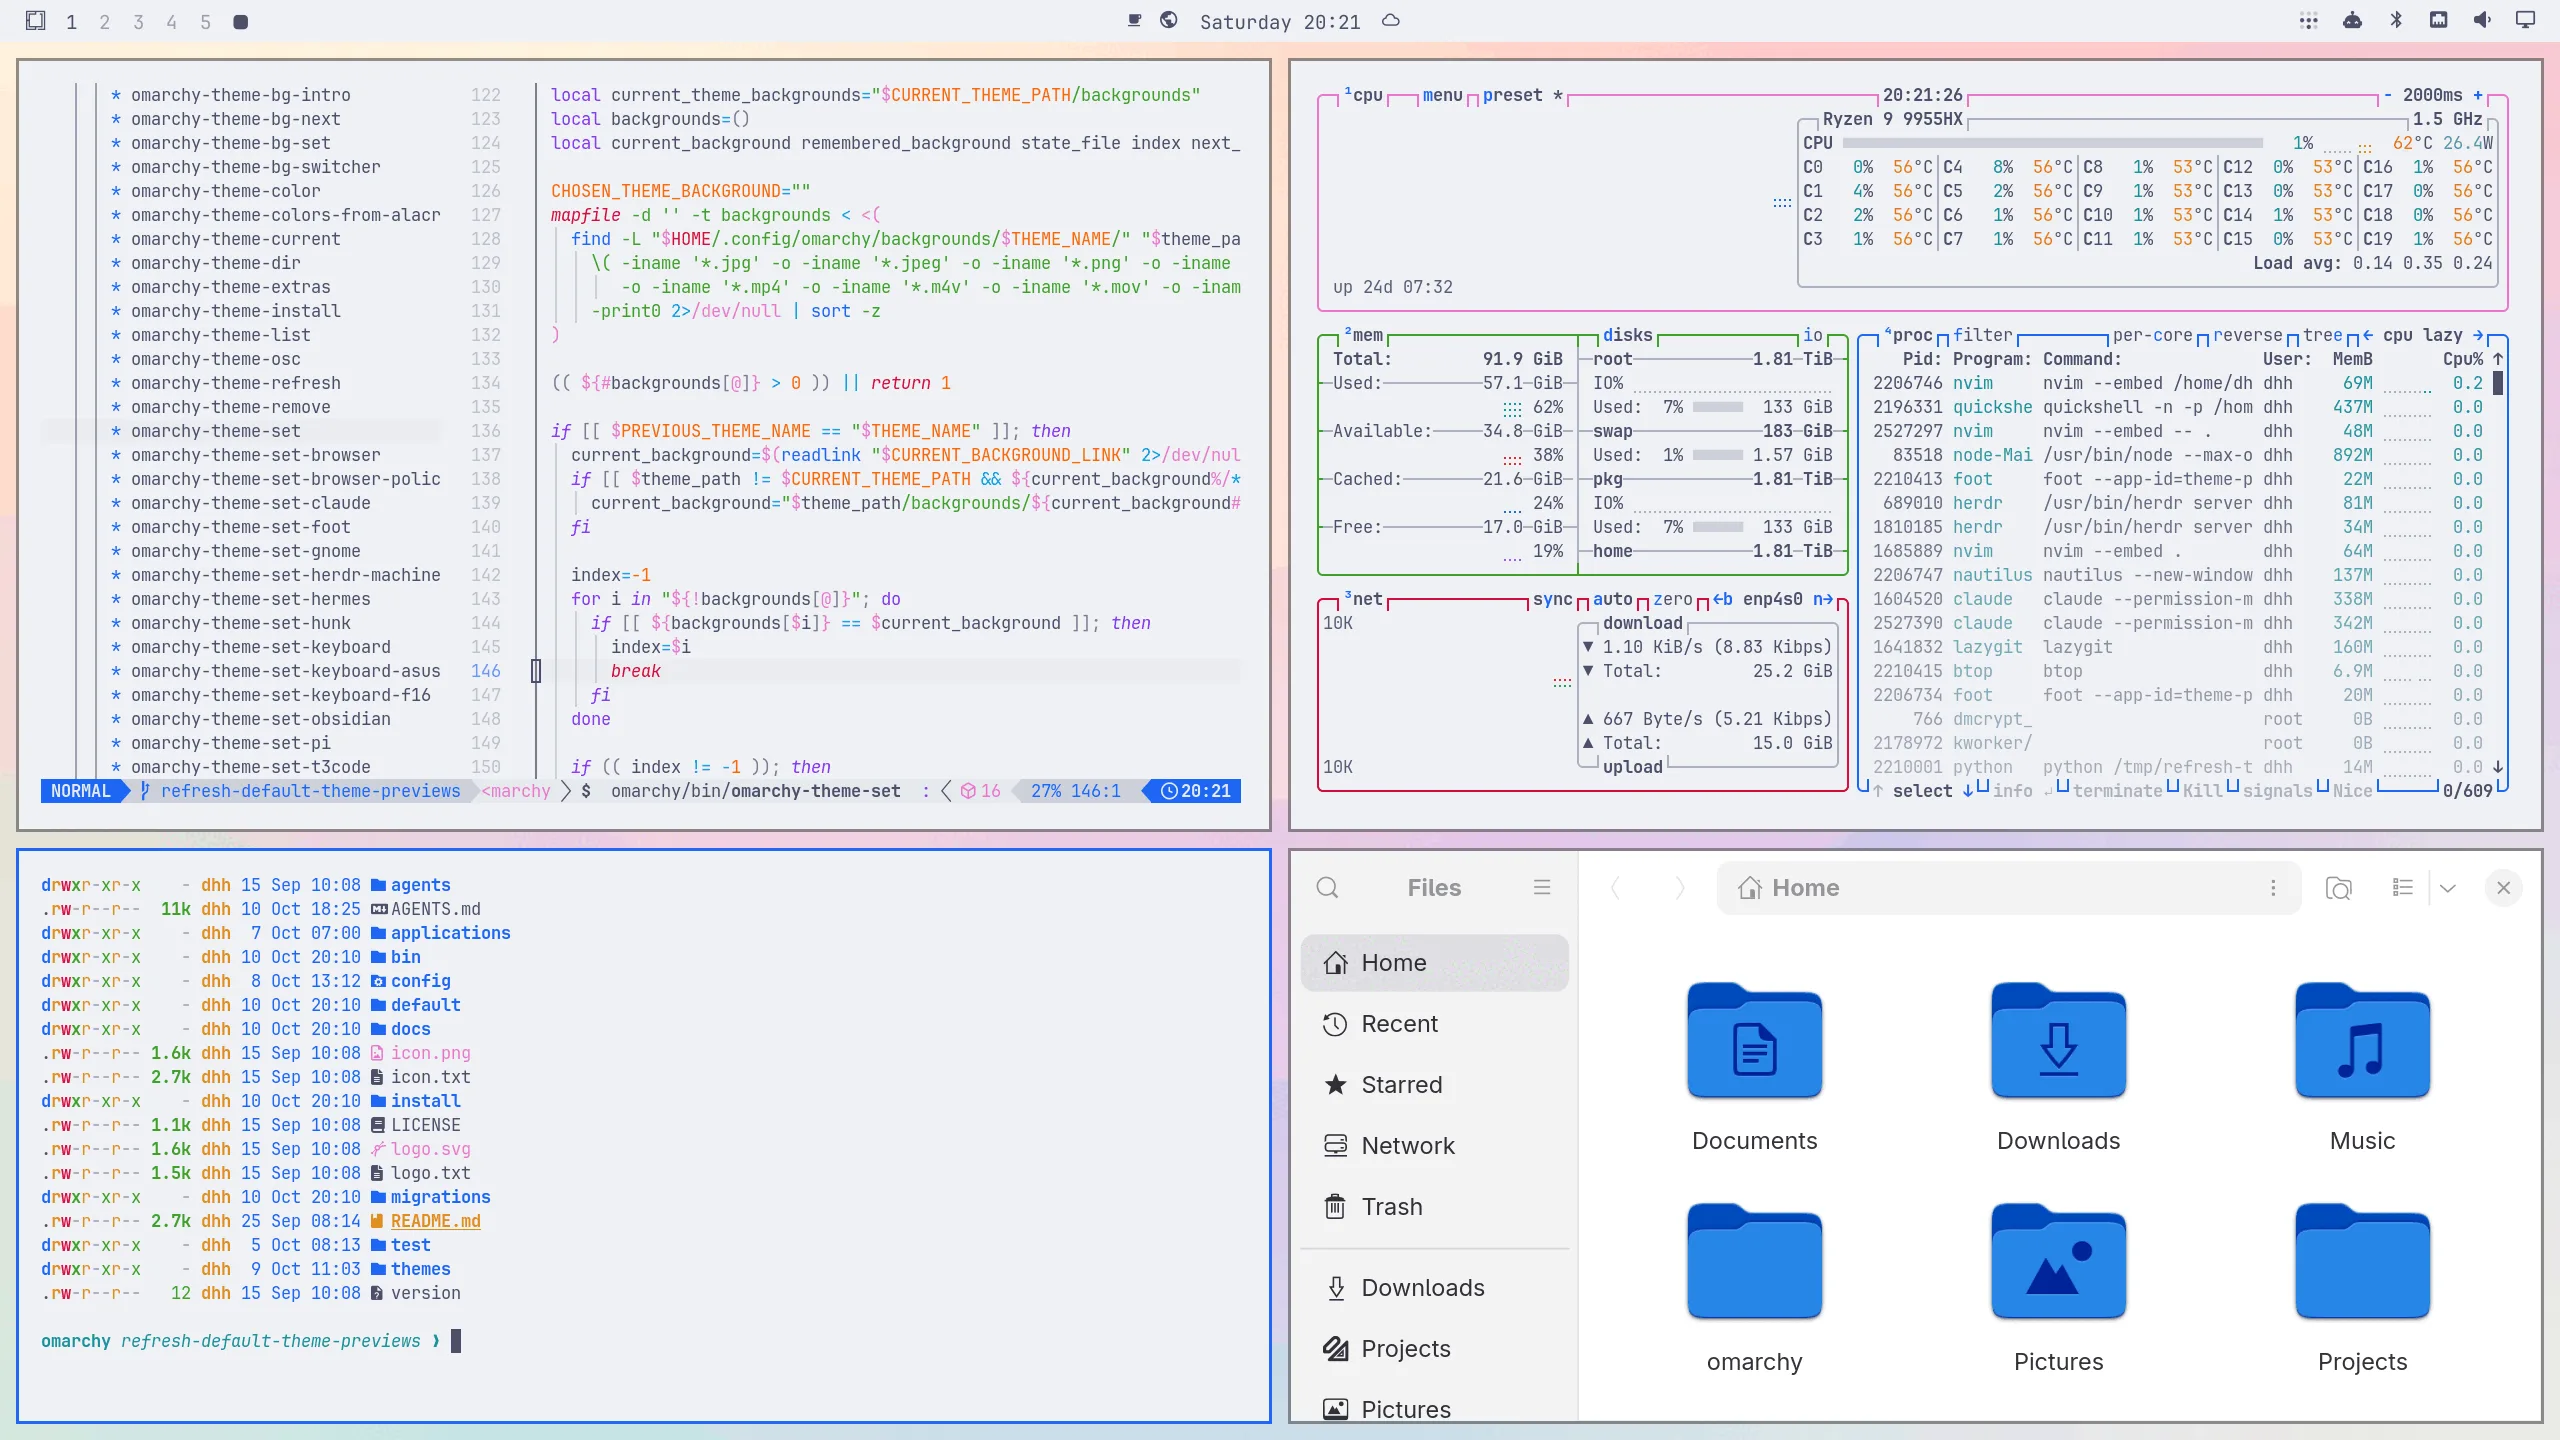 1 2 3 4 5
Saturday 20:21
* omarchy-theme-bg-intro
* omarchy-theme-bg-next
* omarchy-theme-bg-set
* omarchy-theme-bg-switcher
* omarchy-theme-color
* omarchy-theme-colors-from-alacr
* omarchy-theme-current
* omarchy-theme-dir
* omarchy-theme-extras
* omarchy-theme-install
* omarchy-theme-list
* omarchy-theme-osc
* omarchy-theme-refresh
* omarchy-theme-remove
* omarchy-theme-set
* omarchy-theme-set-browser
* omarchy-theme-set-browser-polic
* omarchy-theme-set-claude
* omarchy-theme-set-foot
* omarchy-theme-set-gnome
* omarchy-theme-set-herdr-machine
* omarchy-theme-set-hermes
* omarchy-theme-set-hunk
* omarchy-theme-set-keyboard
* omarchy-theme-set-keyboard-asus
* omarchy-theme-set-keyboard-f16
* omarchy-theme-set-obsidian
* omarchy-theme-set-pi
* omarchy-theme-set-t3code
122 local current_theme_backgrounds="$CURRENT_THEME_PATH/backgrounds"
123 local backgrounds=()
124 local current_background remembered_background state_file index next_
125
126 CHOSEN_THEME_BACKGROUND=""
127 mapfile -d '' -t backgrounds < <(
128 find -L "$HOME/.config/omarchy/backgrounds/$THEME_NAME/" "$theme_pa
129 \( -iname '*.jpg' -o -iname '*.jpeg' -o -iname '*.png' -o -iname
130 -o -iname '*.mp4' -o -iname '*.m4v' -o -iname '*.mov' -o -inam
131 -print0 2>/dev/null | sort -z
132 )
133
134 (( ${#backgrounds[@]} > 0 )) || return 1
135
136 if [[ $PREVIOUS_THEME_NAME == "$THEME_NAME" ]]; then
137 current_background=$(readlink "$CURRENT_BACKGROUND_LINK" 2>/dev/nul
138 if [[ $theme_path != $CURRENT_THEME_PATH && ${current_background%/*
139 current_background="$theme_path/backgrounds/${current_background#
140 fi
141
142 index=-1
143 for i in "${!backgrounds[@]}"; do
144 if [[ ${backgrounds[$i]} == $current_background ]]; then
145 index=$i
146 break
147 fi
148 done
149
150 if (( index != -1 )); then
NORMAL refresh-default-theme-previews <marchy $ omarchy/bin/omarchy-theme-set : 16 27% 146:1 20:21
¹cpu menu preset * 20:21:26 - 2000ms +
Ryzen 9 9955HX 1.5 GHz
CPU 1% 62°C 26.4W
C0 0% 56°C C4 8% 56°C C8 1% 53°C C12 0% 53°C C16 1% 56°C
C1 4% 56°C C5 2% 56°C C9 1% 53°C C13 0% 53°C C17 0% 56°C
C2 2% 56°C C6 1% 56°C C10 1% 53°C C14 1% 53°C C18 0% 56°C
C3 1% 56°C C7 1% 56°C C11 1% 53°C C15 0% 53°C C19 1% 56°C
Load avg: 0.14 0.35 0.24
up 24d 07:32
²mem disks io
Total: 91.9 GiB root 1.81 TiB
Used: 57.1 GiB IO%
62% Used: 7% 133 GiB
Available: 34.8 GiB swap 183 GiB
38% Used: 1% 1.57 GiB
Cached: 21.6 GiB pkg 1.81 TiB
24% IO%
Free: 17.0 GiB Used: 7% 133 GiB
19% home 1.81 TiB
³net sync auto zero ←b enp4s0 n→
10K download
▼ 1.10 KiB/s (8.83 Kibps)
▼ Total: 25.2 GiB
▲ 667 Byte/s (5.21 Kibps)
▲ Total: 15.0 GiB
10K upload
⁴proc filter per-core reverse tree ← cpu lazy →
Pid: Program: Command: User: MemB Cpu% ↑
2206746 nvim nvim --embed /home/dh dhh 69M 0.2
2196331 quickshe quickshell -n -p /hom dhh 437M 0.0
2527297 nvim nvim --embed -- . dhh 48M 0.0
83518 node-Mai /usr/bin/node --max-o dhh 892M 0.0
2210413 foot foot --app-id=theme-p dhh 22M 0.0
689010 herdr /usr/bin/herdr server dhh 81M 0.0
1810185 herdr /usr/bin/herdr server dhh 34M 0.0
1685889 nvim nvim --embed . dhh 64M 0.0
2206747 nautilus nautilus --new-window dhh 137M 0.0
1604520 claude claude --permission-m dhh 338M 0.0
2527390 claude claude --permission-m dhh 342M 0.0
1641832 lazygit lazygit dhh 160M 0.0
2210415 btop btop dhh 6.9M 0.0
2206734 foot foot --app-id=theme-p dhh 20M 0.0
766 dmcrypt_ root 0B 0.0
2178972 kworker/ root 0B 0.0
2210001 python python /tmp/refresh-t dhh 14M 0.0 ↓
↑ select ↓ info ↵ terminate Kill signals Nice 0/609
drwxr-xr-x - dhh 15 Sep 10:08 agents
.rw-r--r-- 11k dhh 10 Oct 18:25 AGENTS.md
drwxr-xr-x - dhh 7 Oct 07:00 applications
drwxr-xr-x - dhh 10 Oct 20:10 bin
drwxr-xr-x - dhh 8 Oct 13:12 config
drwxr-xr-x - dhh 10 Oct 20:10 default
drwxr-xr-x - dhh 10 Oct 20:10 docs
.rw-r--r-- 1.6k dhh 15 Sep 10:08 icon.png
.rw-r--r-- 2.7k dhh 15 Sep 10:08 icon.txt
drwxr-xr-x - dhh 10 Oct 20:10 install
.rw-r--r-- 1.1k dhh 15 Sep 10:08 LICENSE
.rw-r--r-- 1.6k dhh 15 Sep 10:08 logo.svg
.rw-r--r-- 1.5k dhh 15 Sep 10:08 logo.txt
drwxr-xr-x - dhh 10 Oct 20:10 migrations
.rw-r--r-- 2.7k dhh 25 Sep 08:14 README.md
drwxr-xr-x - dhh 5 Oct 08:13 test
drwxr-xr-x - dhh 9 Oct 11:03 themes
.rw-r--r-- 12 dhh 15 Sep 10:08 version
omarchy refresh-default-theme-previews ❯
Files
Home
Recent
Starred
Network
Trash
Downloads
Projects
Pictures
Home
Documents Downloads Music
omarchy Pictures Projects